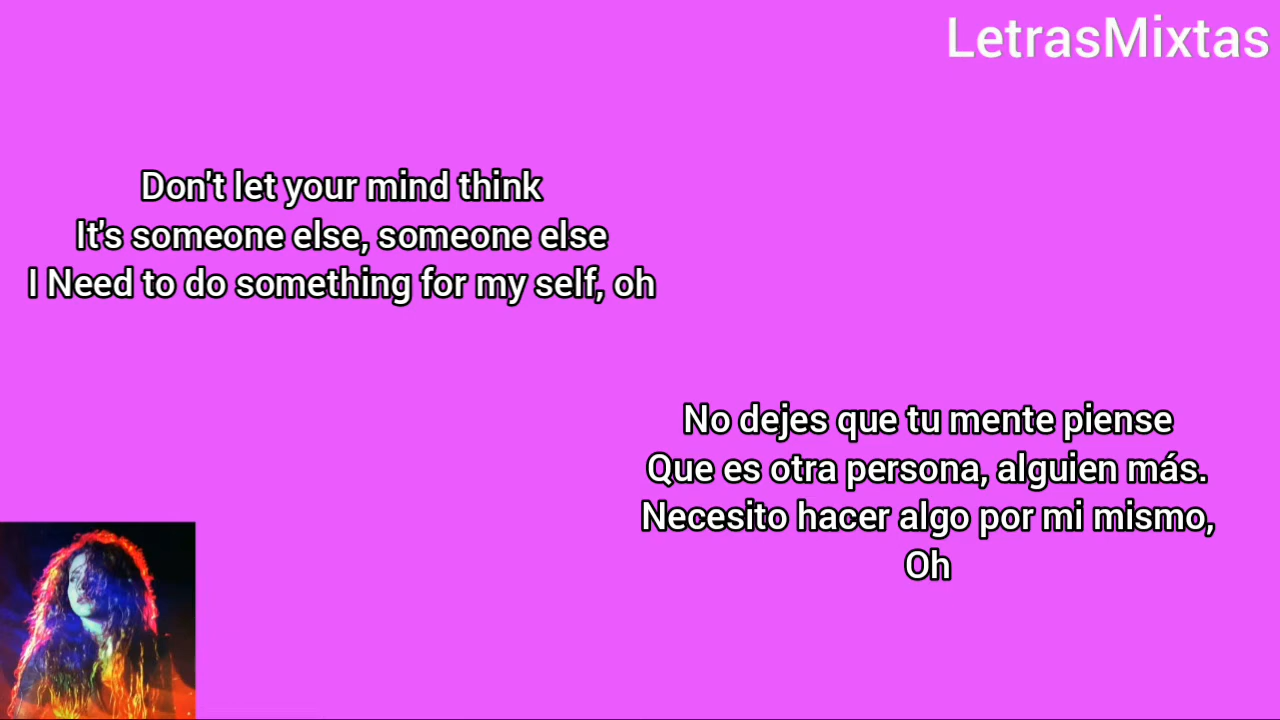 LetrasMixtas
Don't let your mind think
It's someone else, someone else
I Need to do something for my self, oh
No dejes que tu mente piense
Que es otra persona, alguien más.
Necesito hacer algo por mi mismo,
Oh